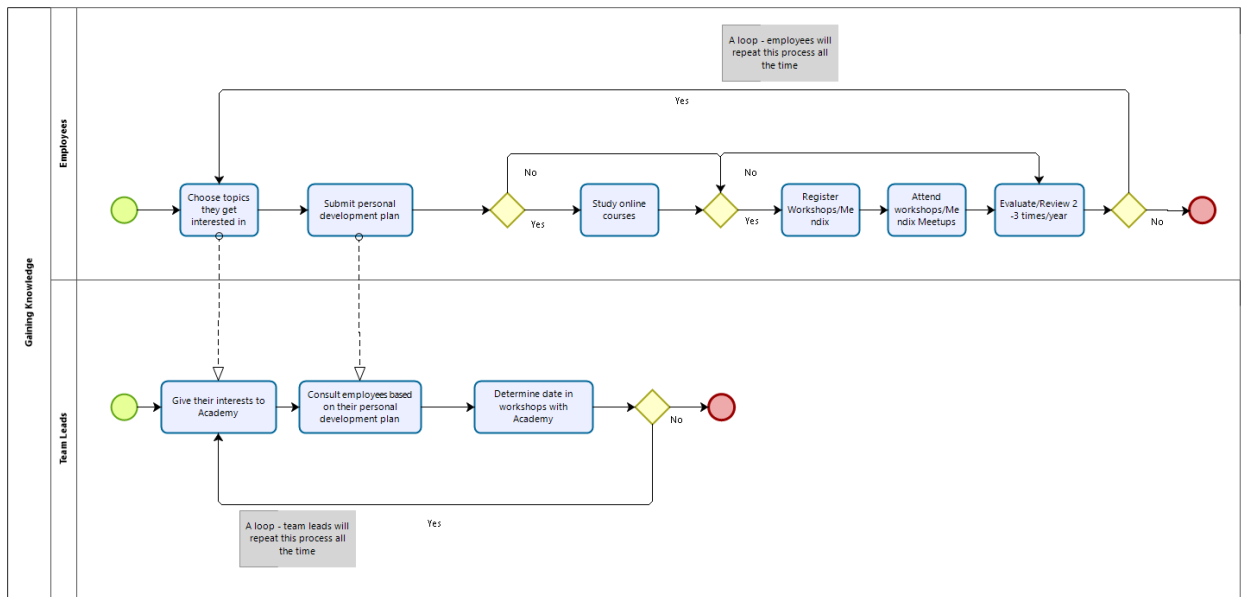 Gaining Knowledge
Employees
A loop - employees will
repeat this process all
the time
Yes
Choose topics
they get
interested in
Submit personal
development plan
No
Yes
Study online
courses
No
Yes
Register
Workshops/Me
ndix
Attend
workshops/Me
ndix Meetups
Evaluate/Review 2
-3 times/year
No
Team Leads
Give their interests to
Academy
Consult employees based
on their personal
development plan
Determine date in
workshops with
Academy
No
Yes
A loop - team leads will
repeat this process all
the time